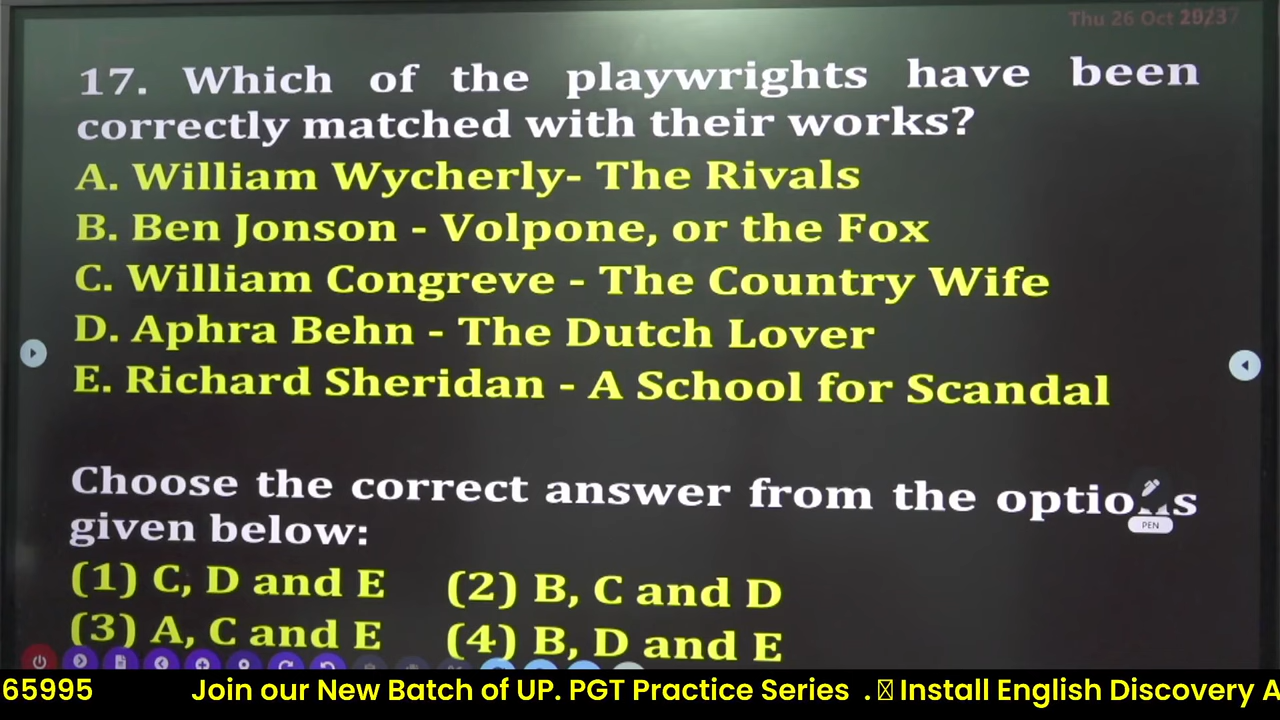 Thu 26 Oct
17. Which of the playwrights have been
correctly matched with their works?
A. William Wycherly- The Rivals
B. Ben Jonson - Volpone, or the Fox
C. William Congreve - The Country Wife
D. Aphra Behn - The Dutch Lover
E. Richard Sheridan - A School for Scandal
Choose the correct answer from the
given below:
(1) C, D and E (2) B, C and D
(3) A, C and E (4) B, D and E
PEN
65995 Join our New Batch of UP. PGT Practice Series . Install English Discovery A